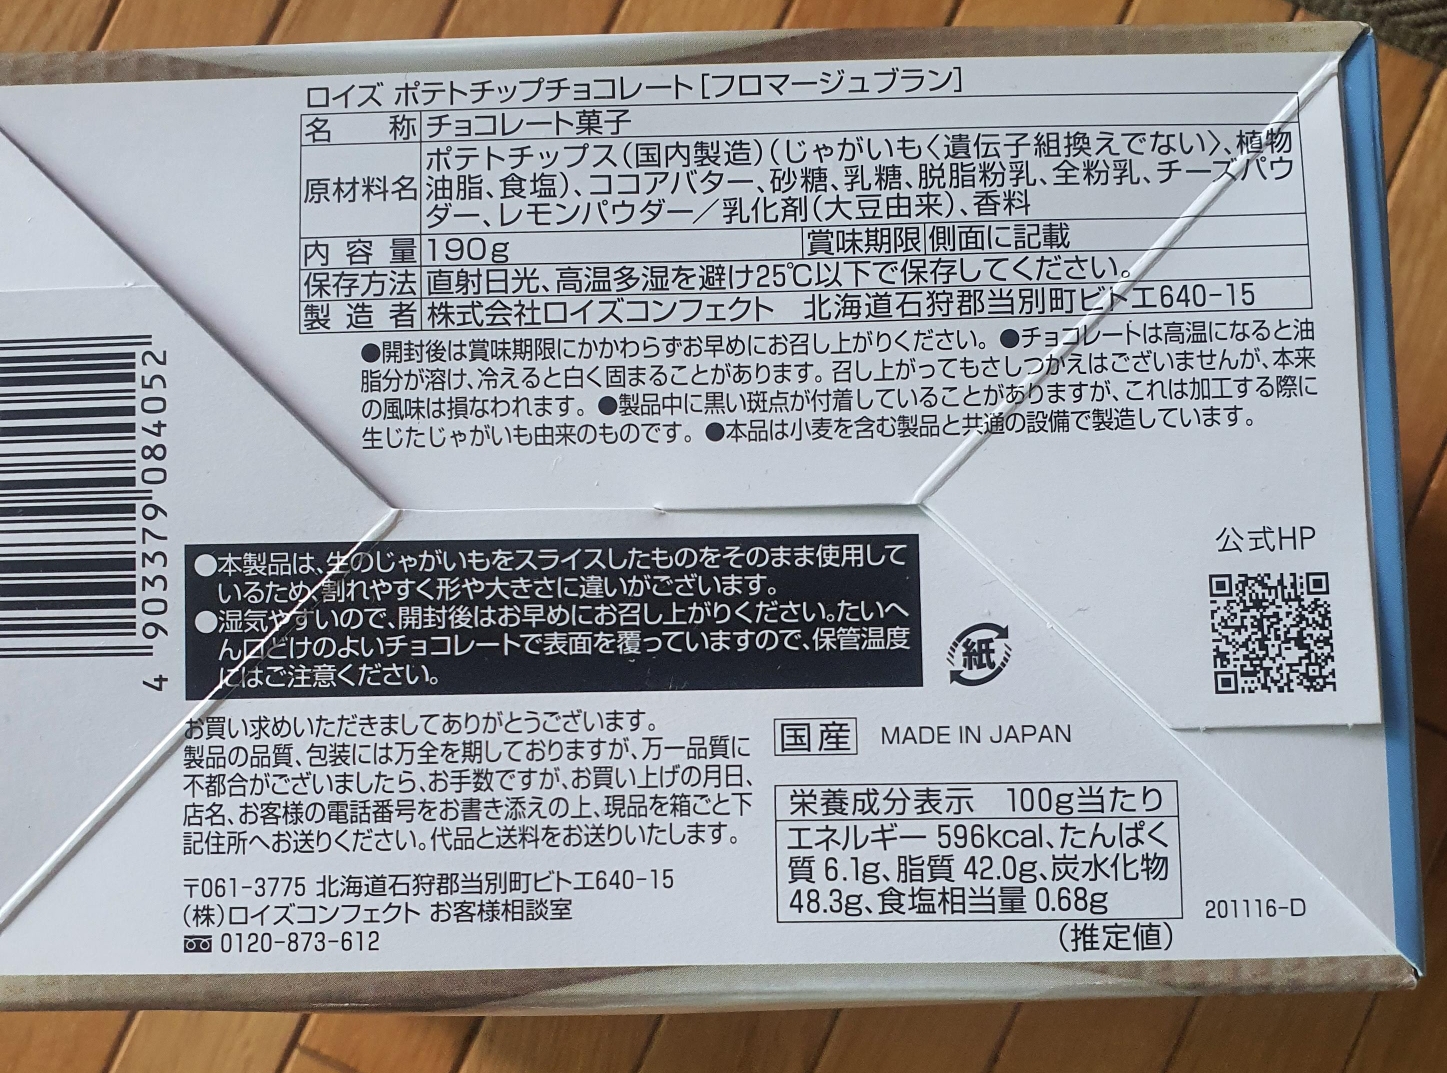 ロイズ ポテトチップチョコレート[フロマージュブラン]
名 称 チョコレート菓子
原材料名 ポテトチップス(国内製造)(じゃがいも〈遺伝子組換えでない〉、植物
油脂、食塩)、ココアバター、砂糖、乳糖、脱脂粉乳、全粉乳、チーズパウ
ダー、レモンパウダー/乳化剤(大豆由来)、香料
内容量 190g 賞味期限 側面に記載
保存方法 直射日光、高温多湿を避け25℃以下で保存してください。
製造者 株式会社ロイズコンフェクト 北海道石狩郡当別町ビトエ640-15
●開封後は賞味期限にかかわらずお早めにお召し上がりください。●チョコレートは高温になると油
脂分が溶け、冷えると白く固まることがあります。召し上がってもさしつかえはございませんが、本来
の風味は損なわれます。●製品中に黒い斑点が付着していることがありますが、これは加工する際に
生じたじゃがいも由来のものです。●本品は小麦を含む製品と共通の設備で製造しています。
4 903379 084052
●本製品は、生のじゃがいもをスライスしたものをそのまま使用して
いるため、割れやすく形や大きさに違いがございます。
●湿気やすいので、開封後はお早めにお召し上がりください。たいへ
ん口どけのよいチョコレートで表面を覆っていますので、保管温度
にはご注意ください。
紙
公式HP
お買い求めいただきましてありがとうございます。
製品の品質、包装には万全を期しておりますが、万一品質に
不都合がございましたら、お手数ですが、お買い上げの月日、
店名、お客様の電話番号をお書き添えの上、現品を箱ごと下
記住所へお送りください。代品と送料をお送りいたします。
〒061-3775 北海道石狩郡当別町ビトエ640-15
(株)ロイズコンフェクト お客様相談室
0120-873-612
国産 MADE IN JAPAN
栄養成分表示 100g当たり
エネルギー 596kcal、たんぱく
質 6.1g、脂質 42.0g、炭水化物
48.3g、食塩相当量 0.68g
(推定値)
201116-D